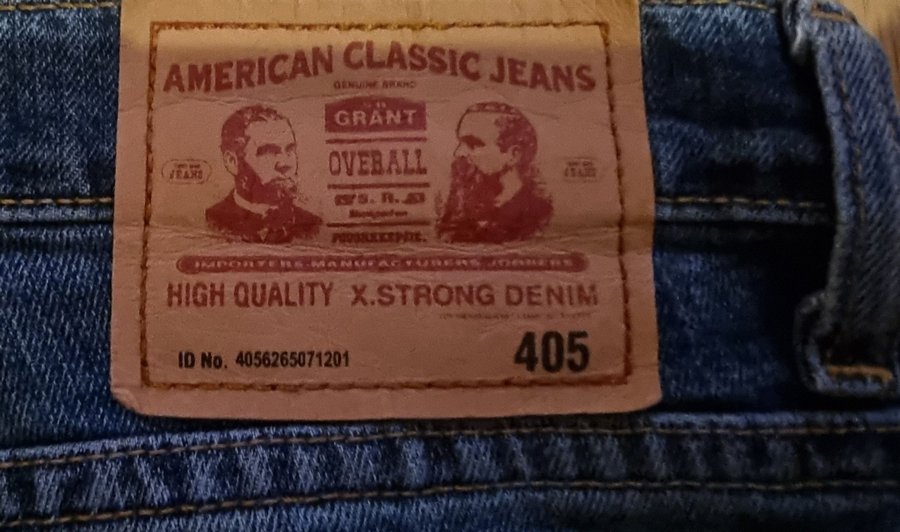 AMERICAN CLASSIC JEANS
GENUINE BRAND
GRANT
OVERALL
JEANS
JEANS
S. R.
IMPORTERS MANUFACTURERS JOBBERS
HIGH QUALITY X.STRONG DENIM
ID No. 4056265071201
405